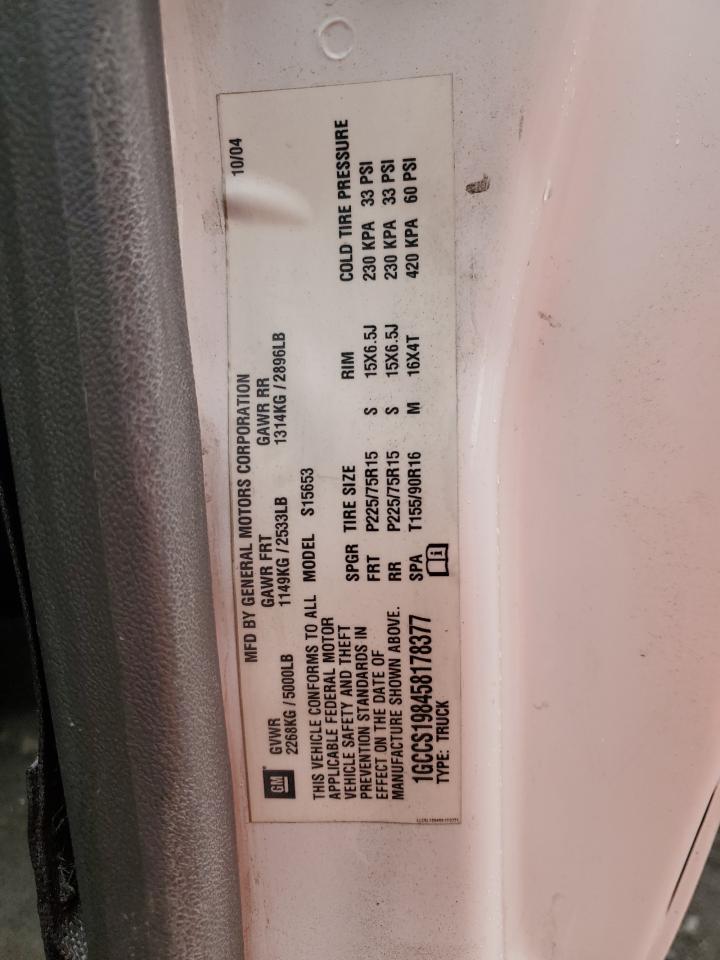 MFD BY GENERAL MOTORS CORPORATION 10/04
GM GVWR GAWR FRT GAWR RR
2268KG / 5000LB 1149KG / 2533LB 1314KG / 2896LB
THIS VEHICLE CONFORMS TO ALL
APPLICABLE FEDERAL MOTOR
VEHICLE SAFETY AND THEFT
PREVENTION STANDARDS IN
EFFECT ON THE DATE OF
MANUFACTURE SHOWN ABOVE.
1GCCS198458178377
TYPE: TRUCK
MODEL S15653
SPGR TIRE SIZE RIM COLD TIRE PRESSURE
FRT P225/75R15 S 15X6.5J 230 KPA 33 PSI
RR P225/75R15 S 15X6.5J 230 KPA 33 PSI
SPA T155/90R16 M 16X4T 420 KPA 60 PSI